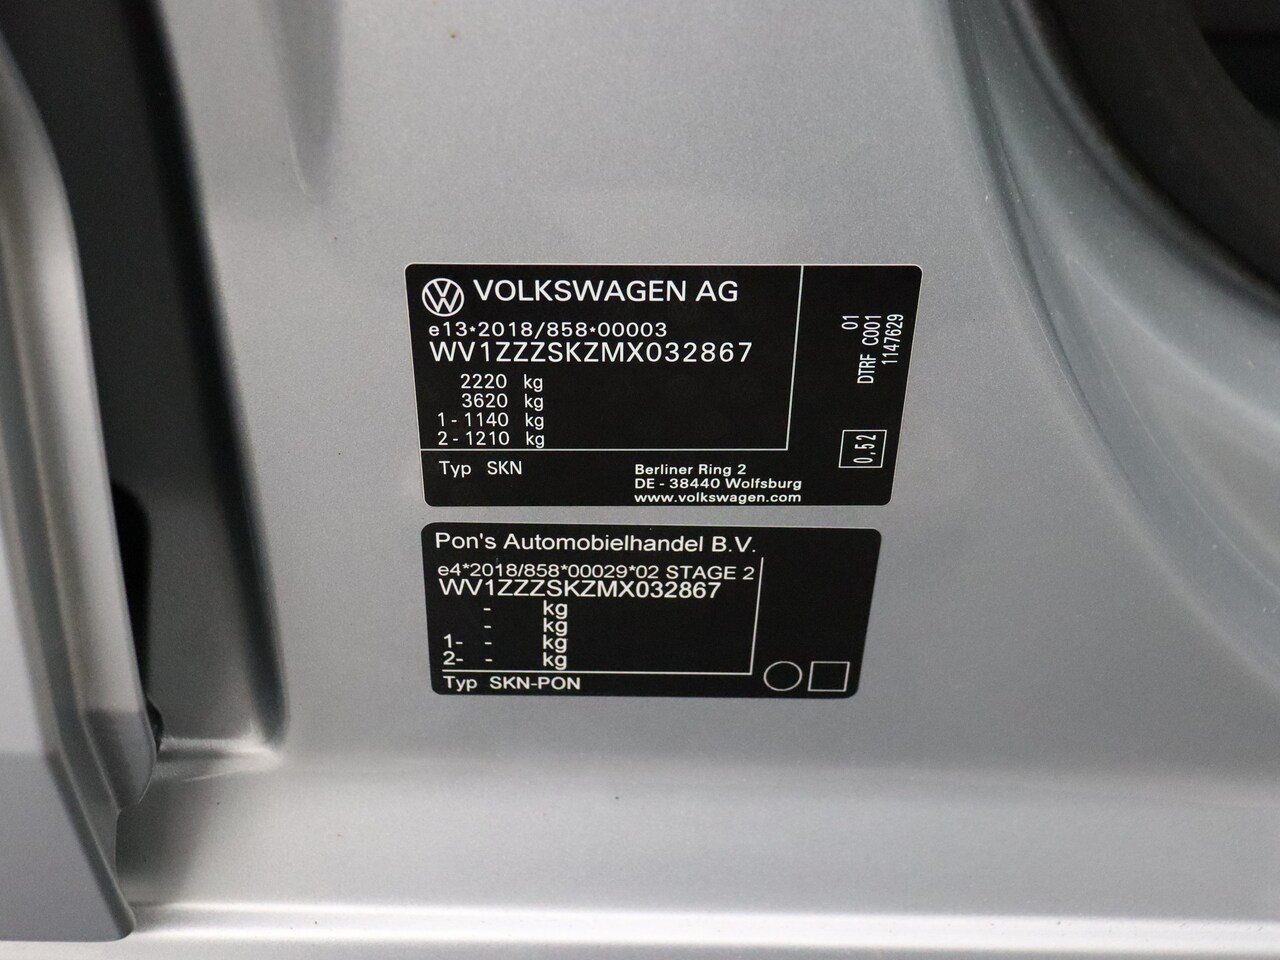 VOLKSWAGEN AG
e13*2018/858*00003
WV1ZZZSKZMX032867
2220 kg
3620 kg
1 - 1140 kg
2 - 1210 kg
Typ SKN
Berliner Ring 2
DE - 38440 Wolfsburg
www.volkswagen.com
01
DTRF C001
1147629
0,52
Pon's Automobielhandel B.V.
e4*2018/858*00029*02 STAGE 2
WV1ZZZSKZMX032867
- kg
- kg
1- - kg
2- - kg
Typ SKN-PON